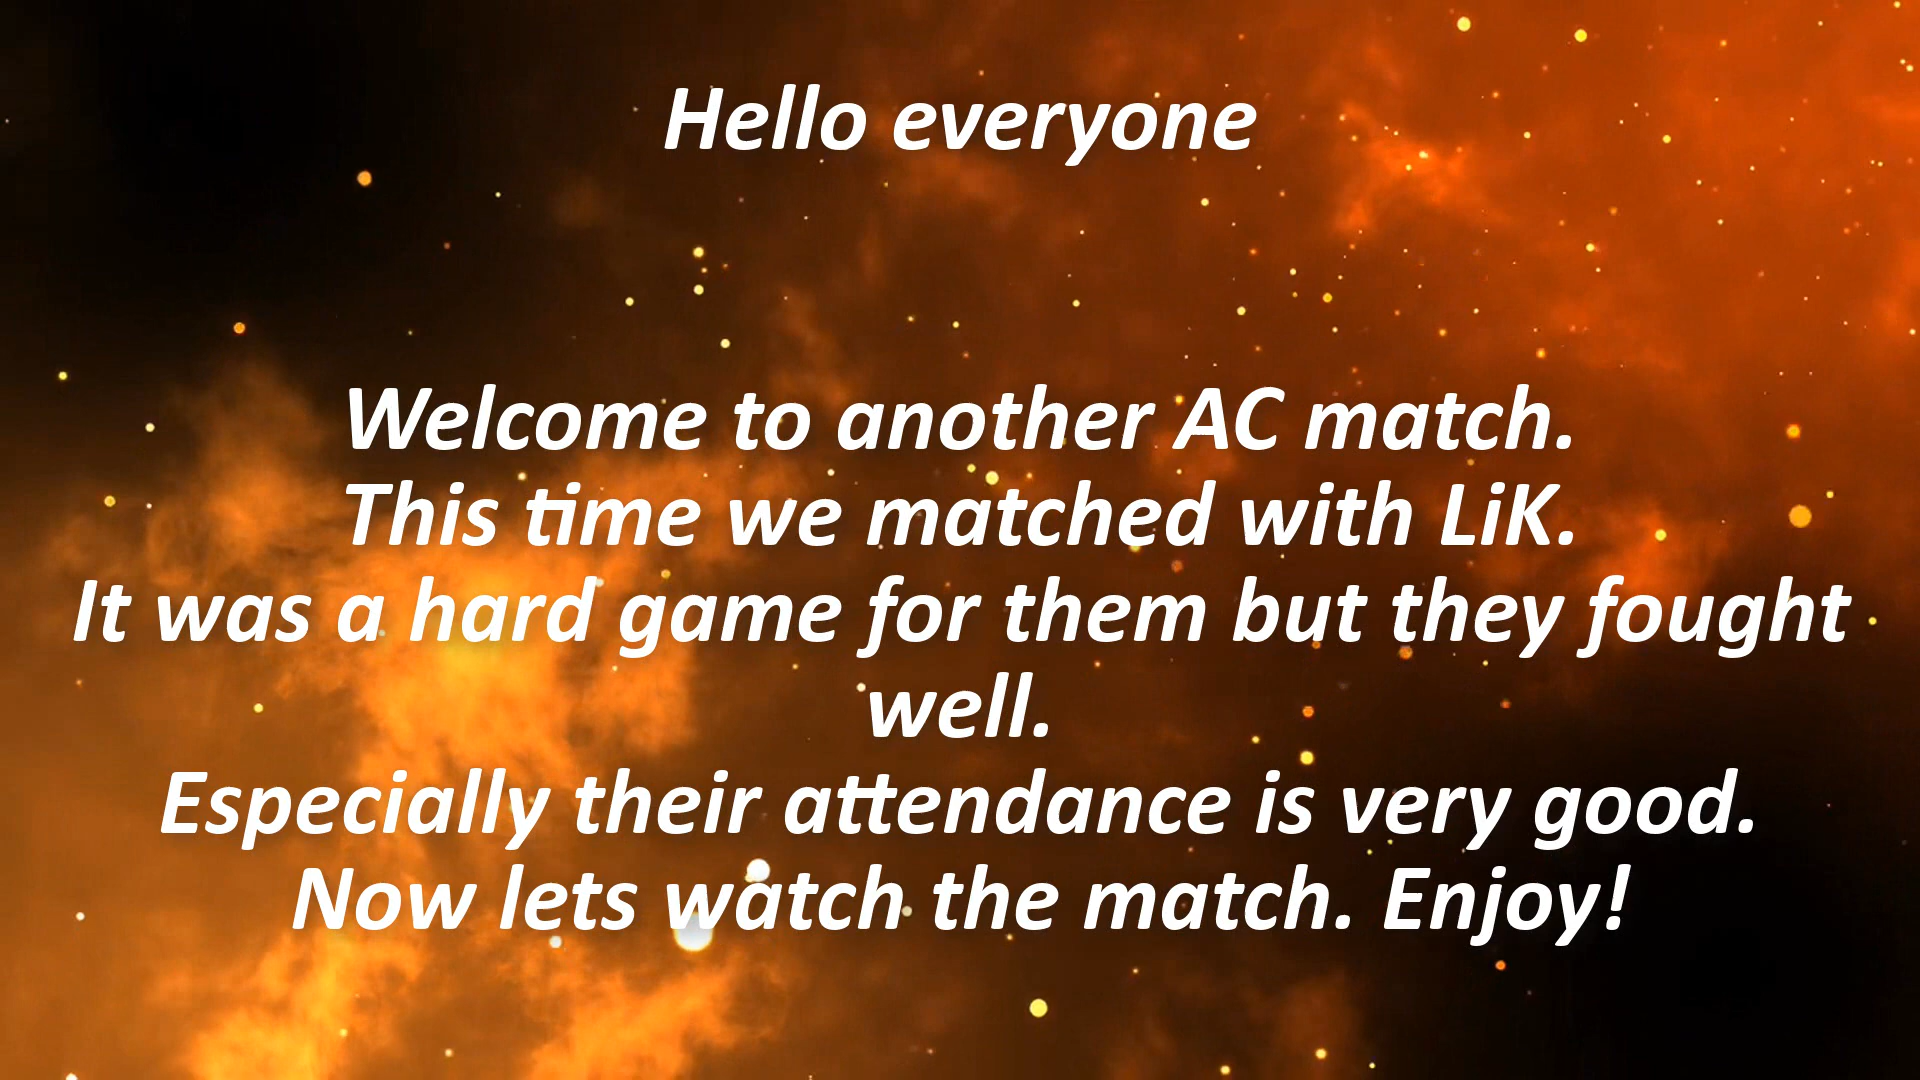 Hello everyone
Welcome to another AC match.
This time we matched with LiK.
It was a hard game for them but they fought
well.
Especially their attendance is very good.
Now lets watch the match. Enjoy!